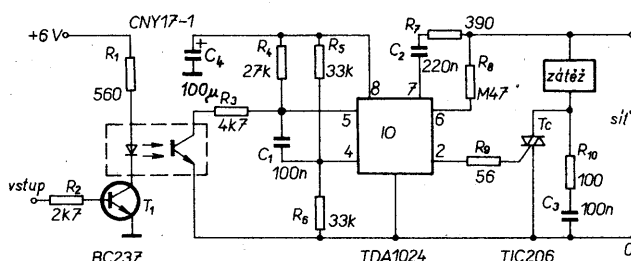 CNY17-1
+6 V
R1
560
+
C4
100µ
R4
27k
R5
33k
R7
390
C2
220n
R8
M47
zátěž
síť
R3
4k7
8
7
5
6
IO
4
2
C1
100n
R9
56
Tc
R10
100
C3
100n
vstup
R2
2k7
T1
R6
33k
BC237
TDA1024
TIC206
0